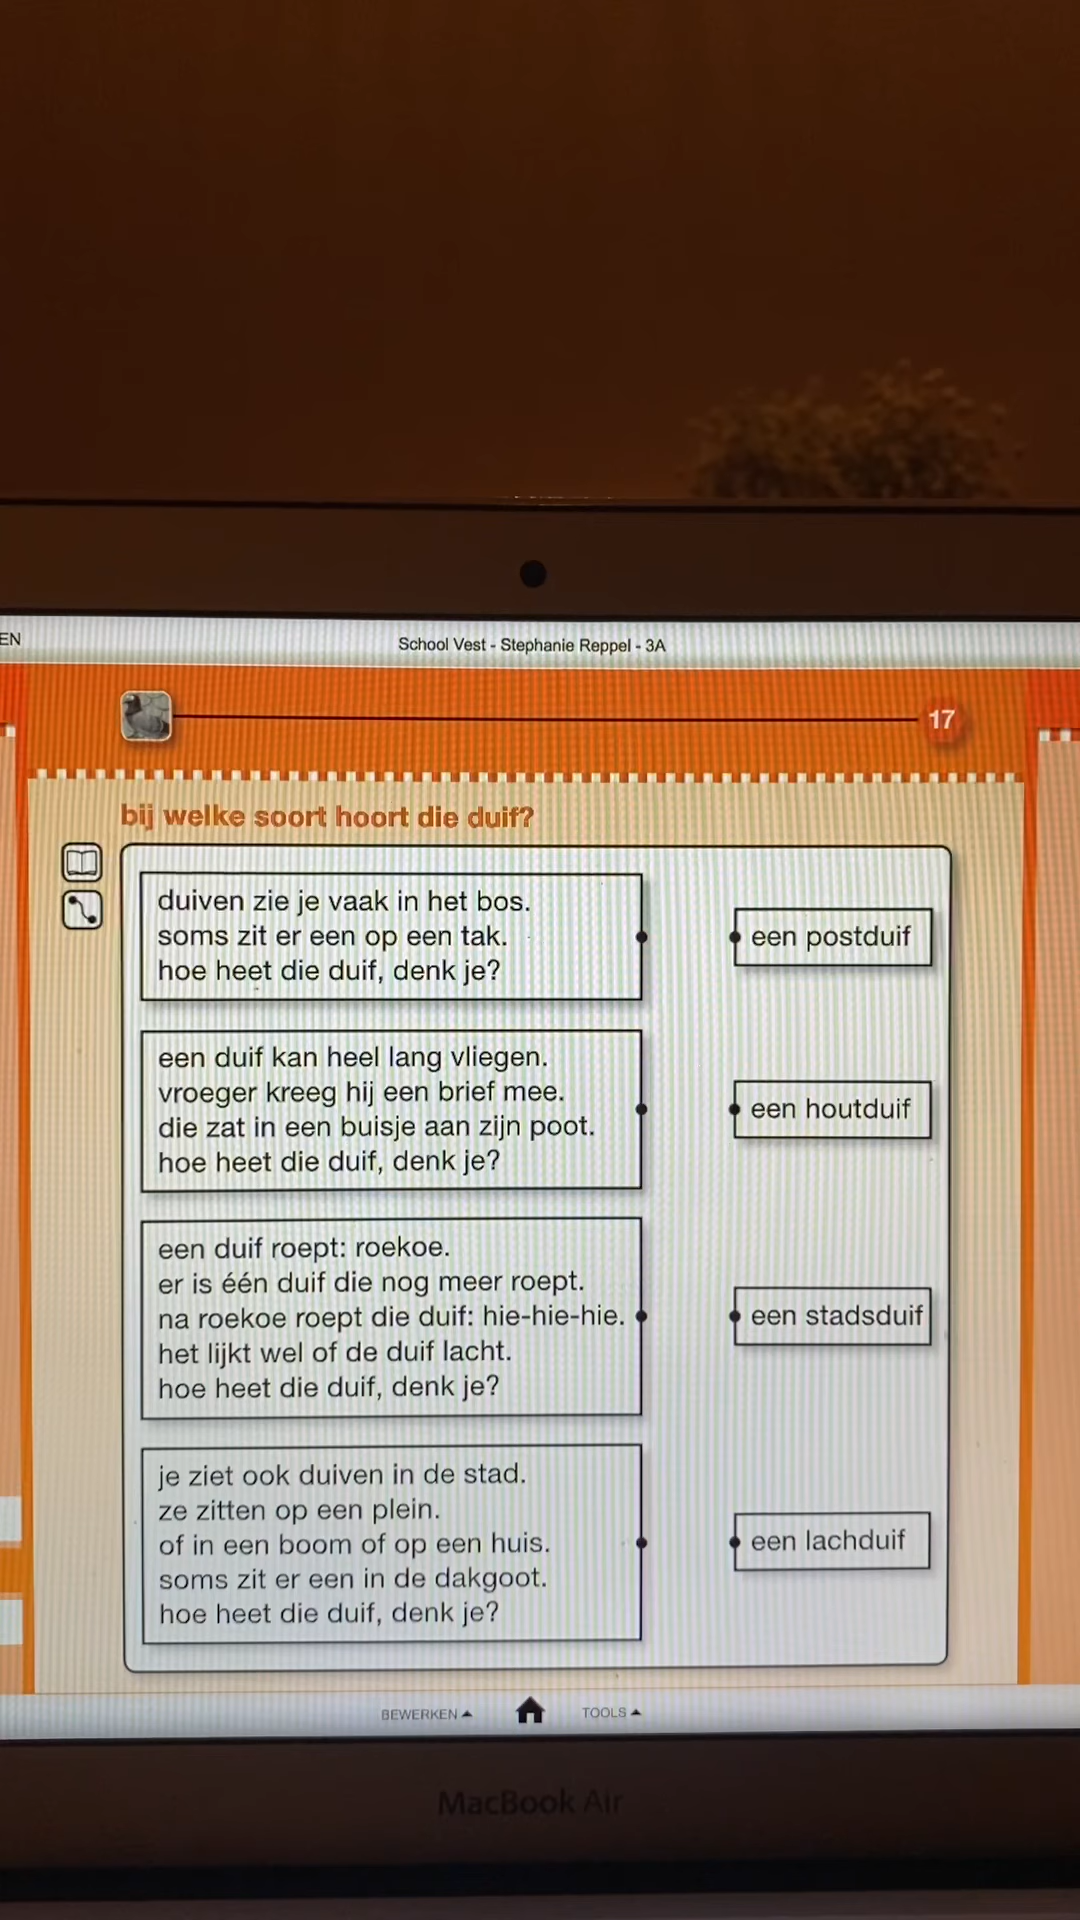 EN
School Vest - Stephanie Reppel - 3A
17
bij welke soort hoort die duif?
duiven zie je vaak in het bos.
soms zit er een op een tak.
hoe heet die duif, denk je?
een postduif
een duif kan heel lang vliegen.
vroeger kreeg hij een brief mee.
die zat in een buisje aan zijn poot.
hoe heet die duif, denk je?
een houtduif
een duif roept: roekoe.
er is één duif die nog meer roept.
na roekoe roept die duif: hie-hie-hie.
het lijkt wel of de duif lacht.
hoe heet die duif, denk je?
een stadsduif
je ziet ook duiven in de stad.
ze zitten op een plein.
of in een boom of op een huis.
soms zit er een in de dakgoot.
hoe heet die duif, denk je?
een lachduif
BEWERKEN
TOOLS
MacBook Air